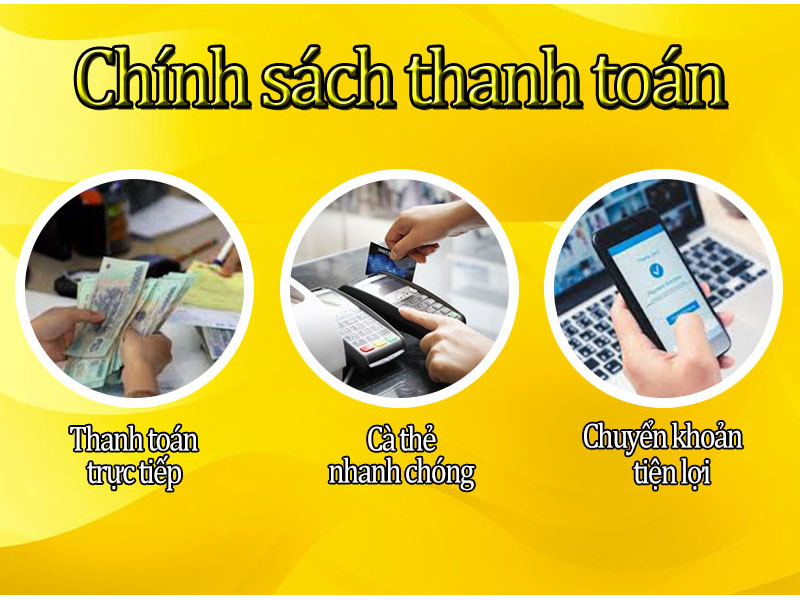 Chính sách thanh toán
Thanh toán
trực tiếp
Cà thẻ
nhanh chóng
Chuyển khoản
tiện lợi